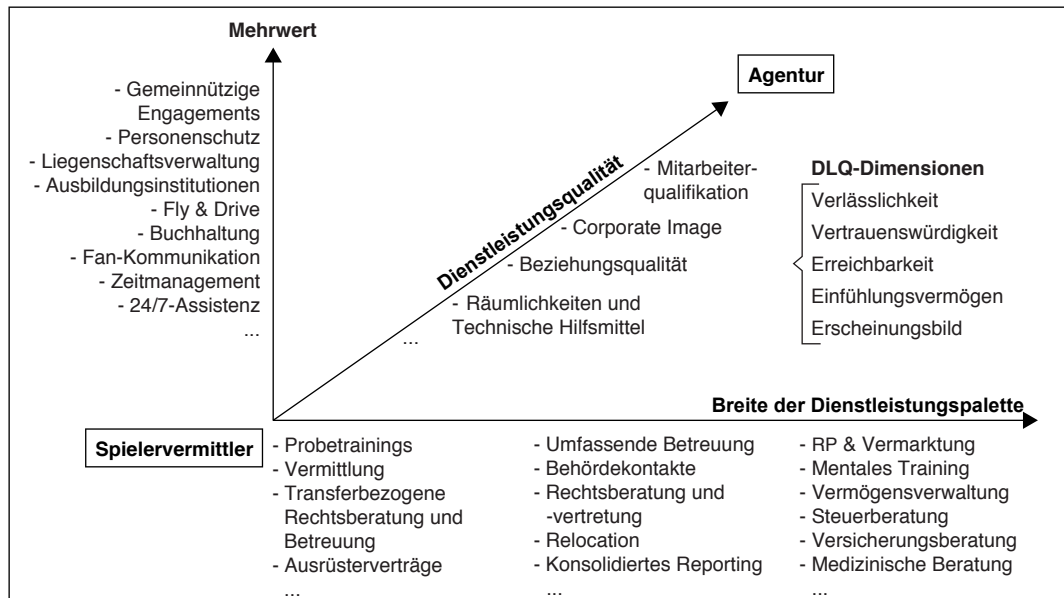 Mehrwert
- Gemeinnützige
Engagements
- Personenschutz
- Liegenschaftsverwaltung
- Ausbildungsinstitutionen
- Fly & Drive
- Buchhaltung
- Fan-Kommunikation
- Zeitmanagement
- 24/7-Assistenz
...
Agentur
Dienstleistungsqualität
- Mitarbeiter-
qualifikation
- Corporate Image
- Beziehungsqualität
- Räumlichkeiten und
Technische Hilfsmittel
...
DLQ-Dimensionen
Verlässlichkeit
Vertrauenswürdigkeit
Erreichbarkeit
Einfühlungsvermögen
Erscheinungsbild
Breite der Dienstleistungspalette
Spielervermittler
- Probetrainings
- Vermittlung
- Transferbezogene
Rechtsberatung und
Betreuung
- Ausrüsterverträge
...
- Umfassende Betreuung
- Behördekontakte
- Rechtsberatung und
-vertretung
- Relocation
- Konsolidiertes Reporting
...
- RP & Vermarktung
- Mentales Training
- Vermögensverwaltung
- Steuerberatung
- Versicherungsberatung
- Medizinische Beratung
...